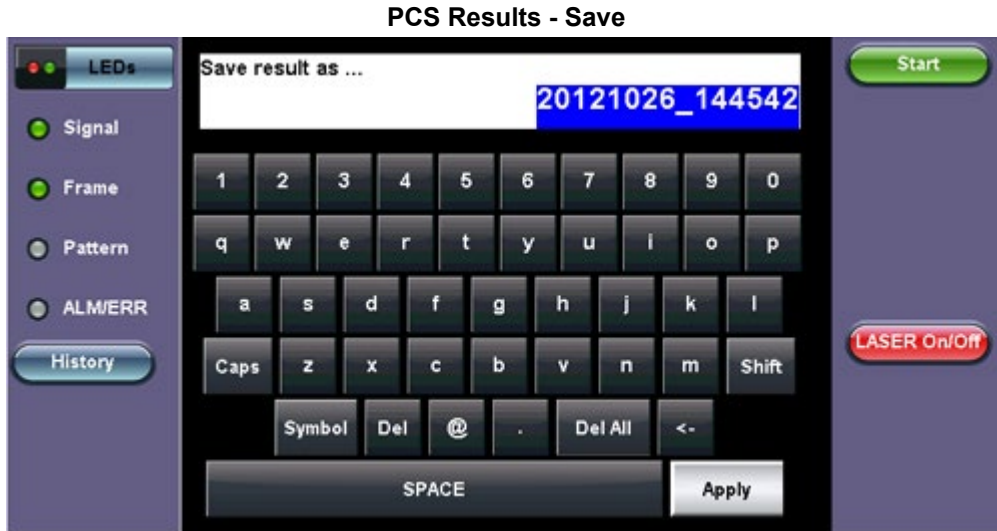 PCS Results - Save
LEDs
Signal
Frame
Pattern
ALM/ERR
History
Save result as ...
20121026_144542
1 2 3 4 5 6 7 8 9 0
q w e r t y u i o p
a s d f g h j k l
Caps z x c v b n m Shift
Symbol Del @ . Del All <-
SPACE Apply
Start
LASER On/Off